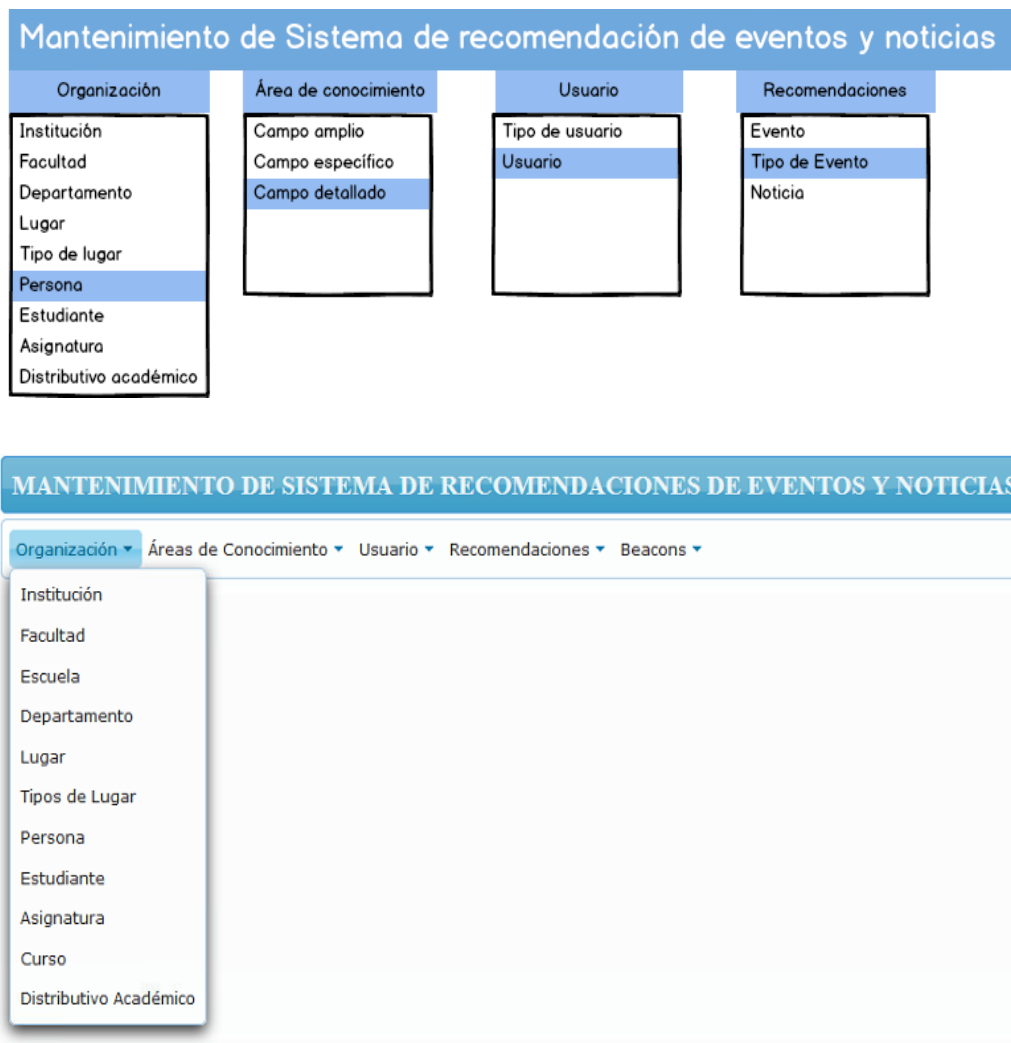 Mantenimiento de Sistema de recomendación de eventos y noticias
Organización
Institución
Facultad
Departamento
Lugar
Tipo de lugar
Persona
Estudiante
Asignatura
Distributivo académico
Área de conocimiento
Campo amplio
Campo específico
Campo detallado
Usuario
Tipo de usuario
Usuario
Recomendaciones
Evento
Tipo de Evento
Noticia
MANTENIMIENTO DE SISTEMA DE RECOMENDACIONES DE EVENTOS Y NOTICIAS
Organización Áreas de Conocimiento Usuario Recomendaciones Beacons
Institución
Facultad
Escuela
Departamento
Lugar
Tipos de Lugar
Persona
Estudiante
Asignatura
Curso
Distributivo Académico